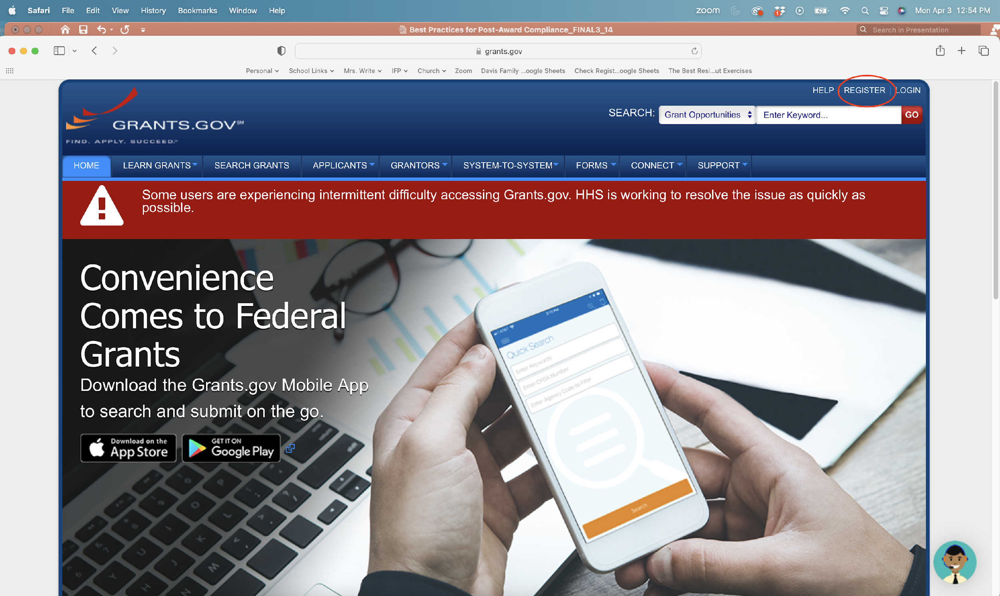 Safari File Edit View History Bookmarks Window Help
zoom 1 Mon Apr 3 12:54 PM
Best Practices for Post-Award Compliance_FINAL3_14
Search in Presentation
grants.gov
Personal School Links Mrs. Write IFP Church Zoom Davis Family ...oogle Sheets Check Regist...oogle Sheets The Best Resi...ut Exercises
HELP | REGISTER | LOGIN
SEARCH: Grant Opportunities Enter Keyword... GO
GRANTS.GOV℠
FIND. APPLY. SUCCEED.℠
HOME LEARN GRANTS SEARCH GRANTS APPLICANTS GRANTORS SYSTEM-TO-SYSTEM FORMS CONNECT SUPPORT
Some users are experiencing intermittent difficulty accessing Grants.gov. HHS is working to resolve the issue as quickly as
possible.
Convenience
Comes to Federal
Grants
Download the Grants.gov Mobile App
to search and submit on the go.
Download on the
App Store
GET IT ON
Google Play
AT&T 2:11 PM
Quick Search
Enter Keywords
Enter CFDA Number
Enter Agency Code to Filter
Search